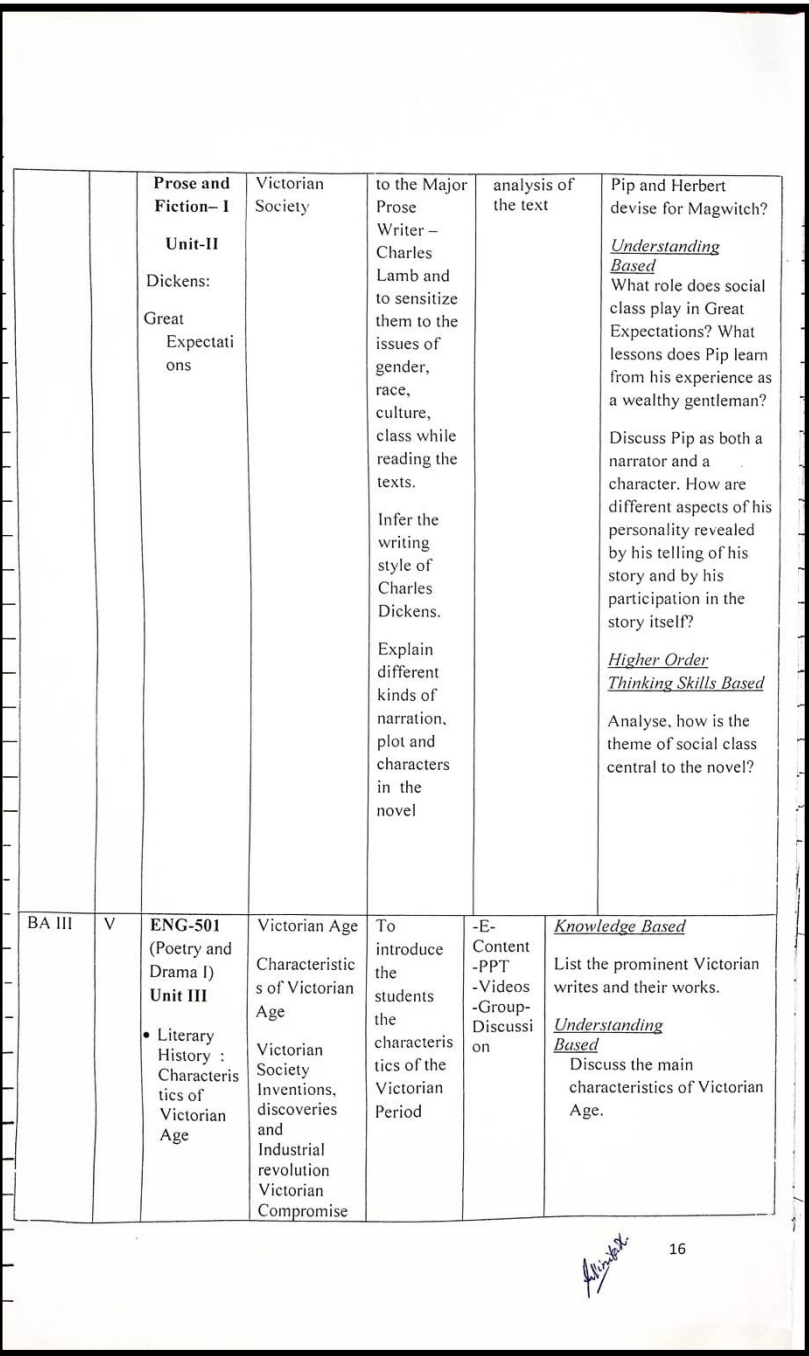 Prose and
Fiction– I
Unit-II
Dickens:
Great
Expectati
ons
Victorian
Society
to the Major
Prose
Writer –
Charles
Lamb and
to sensitize
them to the
issues of
gender,
race,
culture,
class while
reading the
texts.
Infer the
writing
style of
Charles
Dickens.
Explain
different
kinds of
narration,
plot and
characters
in the
novel
analysis of
the text
Pip and Herbert
devise for Magwitch?
Understanding
Based
What role does social
class play in Great
Expectations? What
lessons does Pip learn
from his experience as
a wealthy gentleman?
Discuss Pip as both a
narrator and a
character. How are
different aspects of his
personality revealed
by his telling of his
story and by his
participation in the
story itself?
Higher Order
Thinking Skills Based
Analyse, how is the
theme of social class
central to the novel?
BA III
V
ENG-501
(Poetry and
Drama I)
Unit III
• Literary
History :
Characteris
tics of
Victorian
Age
Victorian Age
Characteristic
s of Victorian
Age
Victorian
Society
Inventions,
discoveries
and
Industrial
revolution
Victorian
Compromise
To
introduce
the
students
the
characteris
tics of the
Victorian
Period
-E-
Content
-PPT
-Videos
-Group-
Discussi
on
Knowledge Based
List the prominent Victorian
writes and their works.
Understanding
Based
Discuss the main
characteristics of Victorian
Age.
16